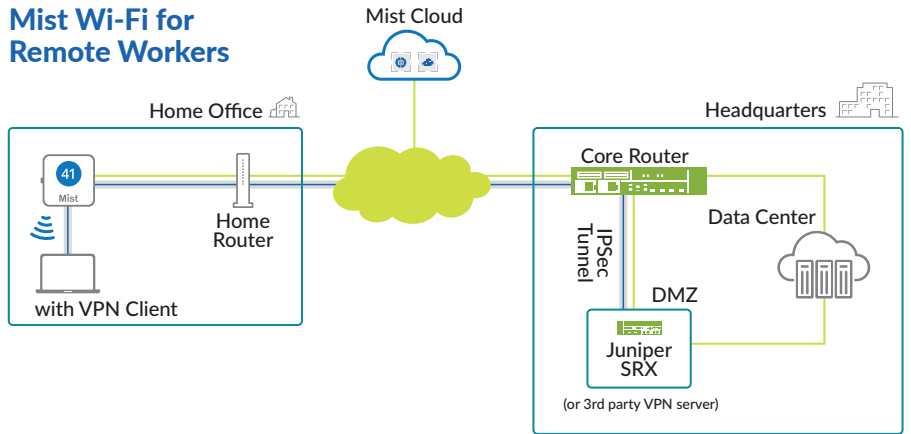 Mist Wi-Fi for
Remote Workers
Mist Cloud
Home Office
Headquarters
41
Mist
Home
Router
with VPN Client
Core Router
IPSec
Tunnel
Data Center
DMZ
Juniper
SRX
(or 3rd party VPN server)